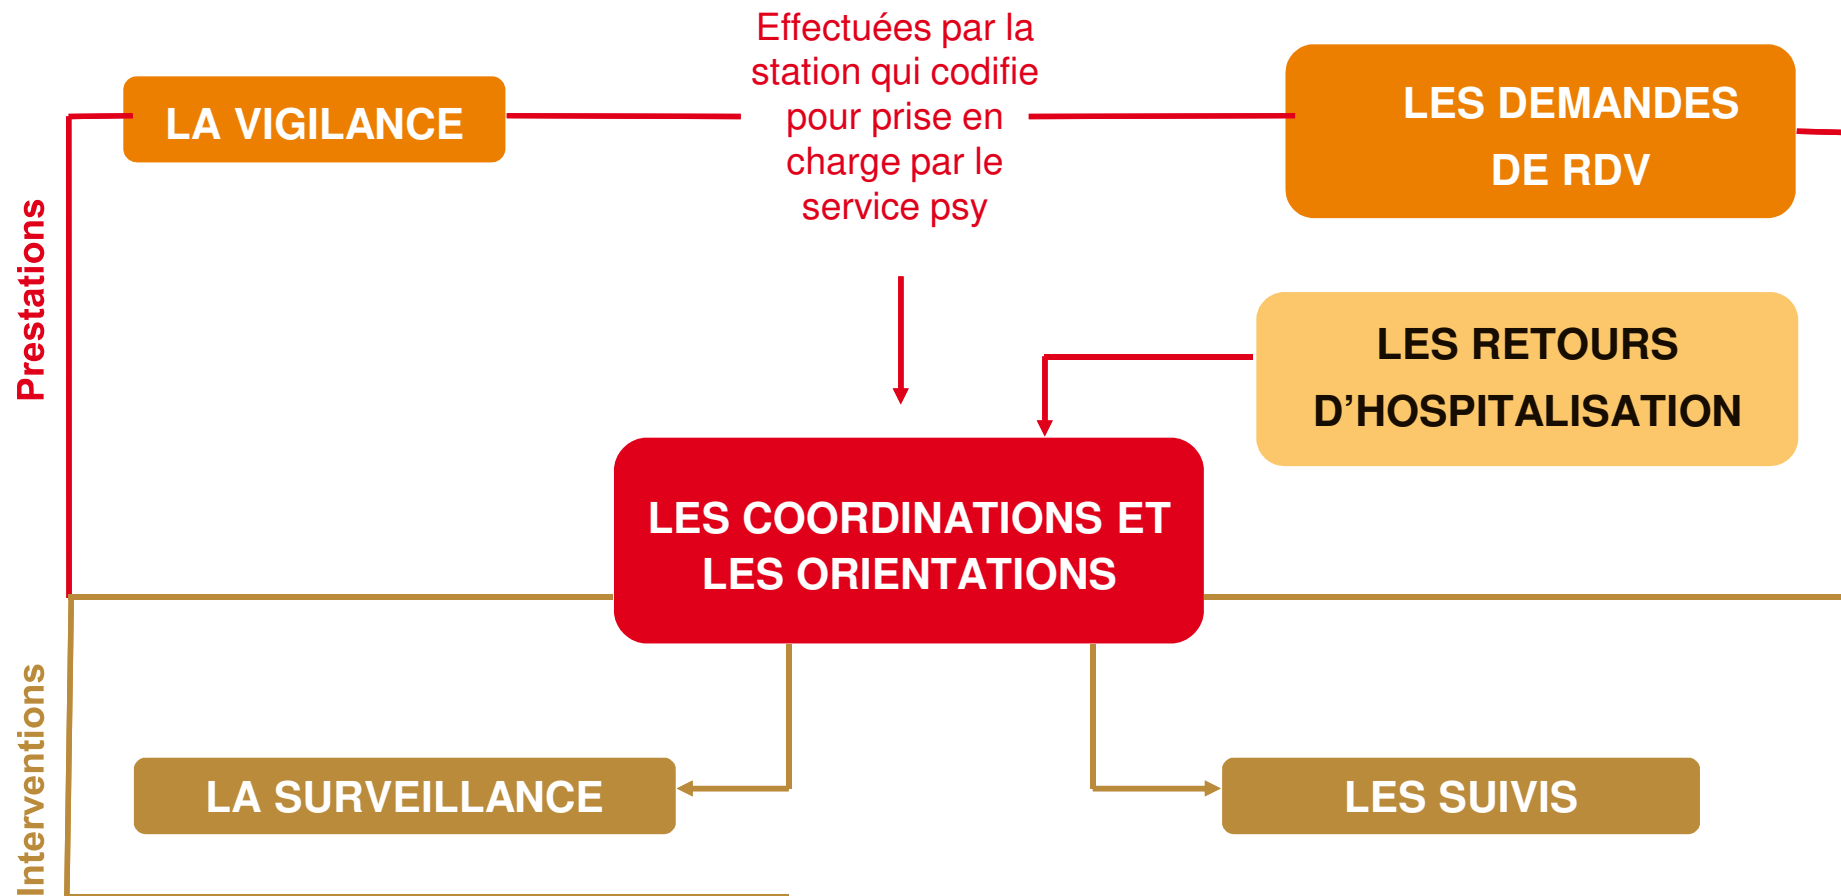 Effectuées par la
station qui codifie
pour prise en
charge par le
service psy
LA VIGILANCE
LES DEMANDES
DE RDV
Prestations
LES RETOURS
D’HOSPITALISATION
LES COORDINATIONS ET
LES ORIENTATIONS
Interventions
LA SURVEILLANCE
LES SUIVIS